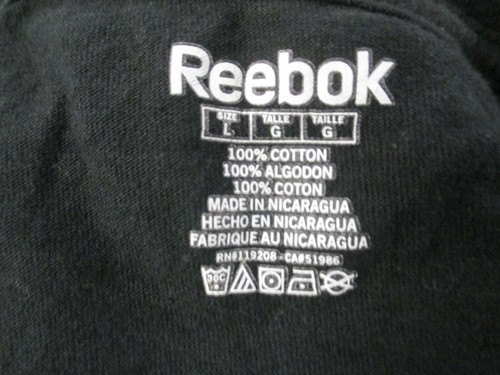 Reebok
SIZE TALLE TAILLE
L G G
100% COTTON
100% ALGODON
100% COTON
MADE IN NICARAGUA
HECHO EN NICARAGUA
FABRIQUE AU NICARAGUA
RN#119208 - CA#51986
30C